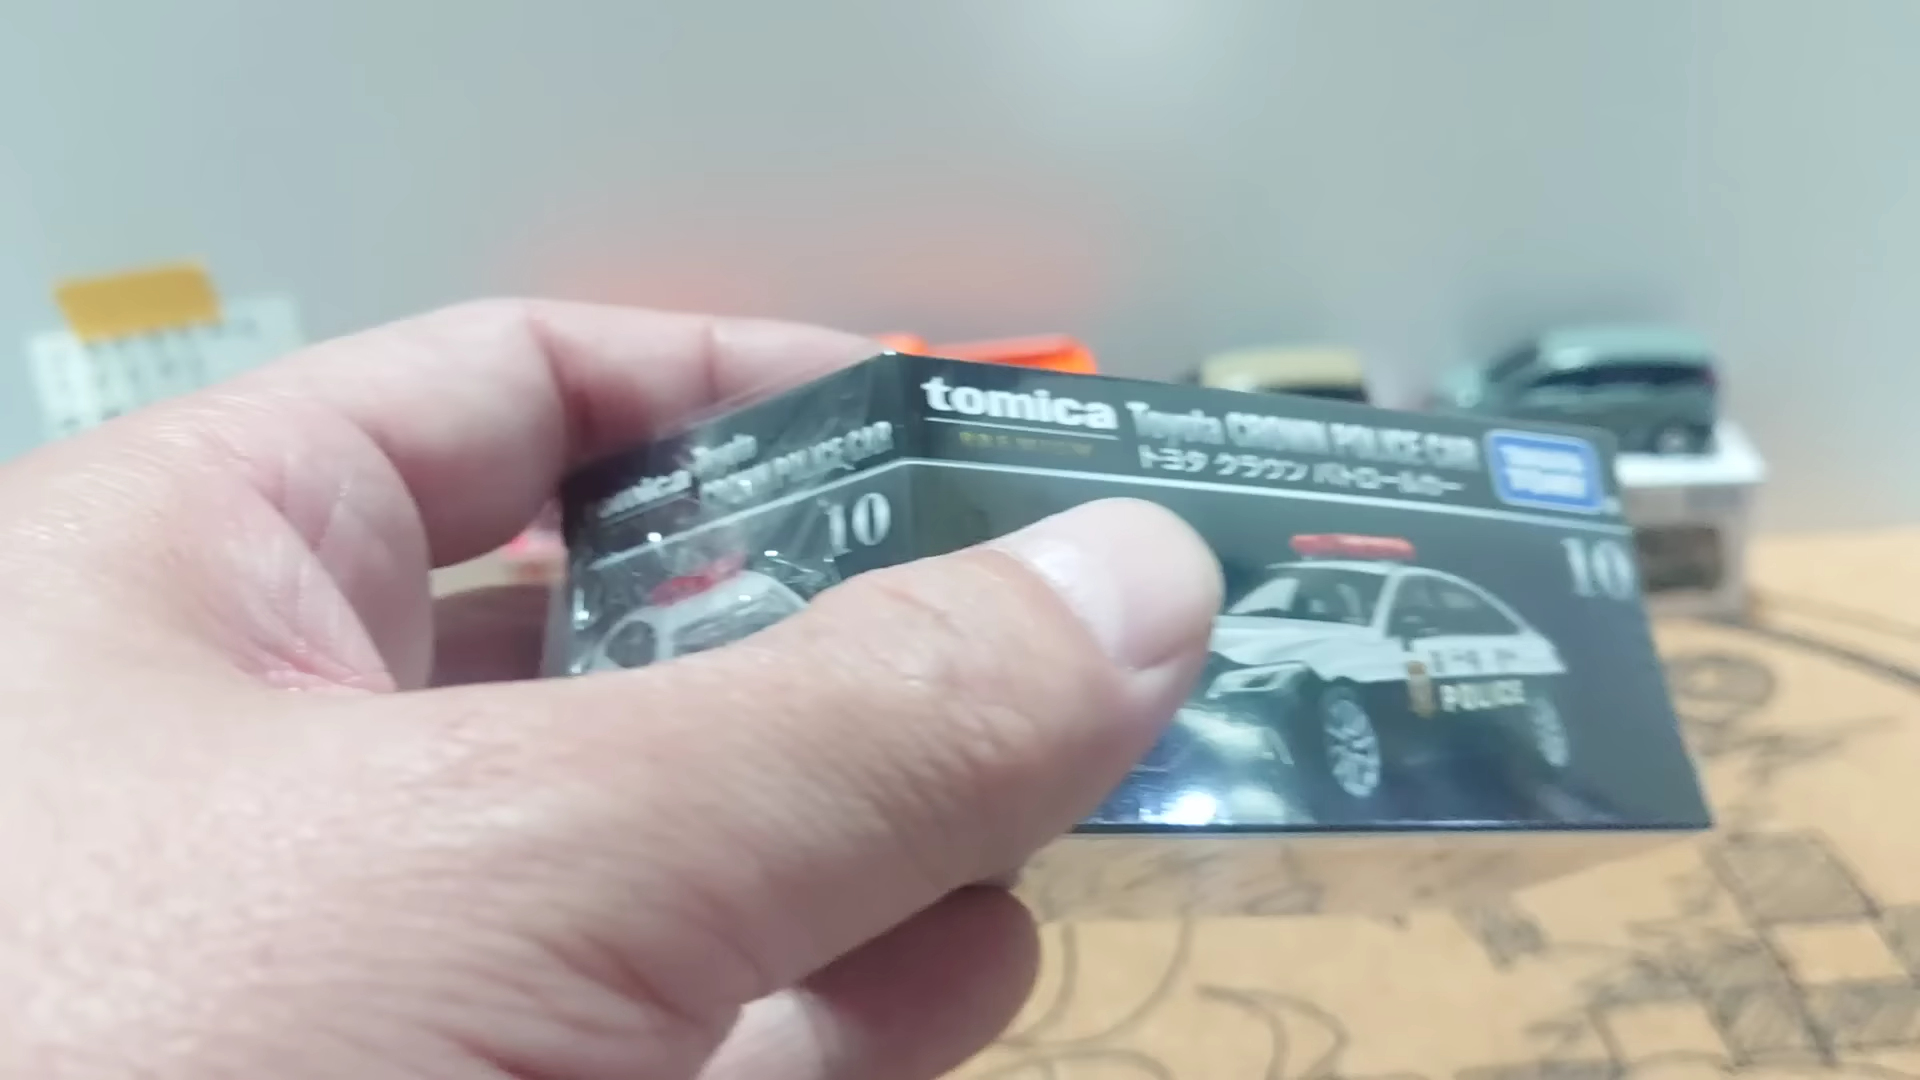 tomica
Toyota CROWN POLICE CAR
トヨタ クラウン パトロールカー
10
POLICE
tomica
Toyota
CROWN POLICE CAR
10